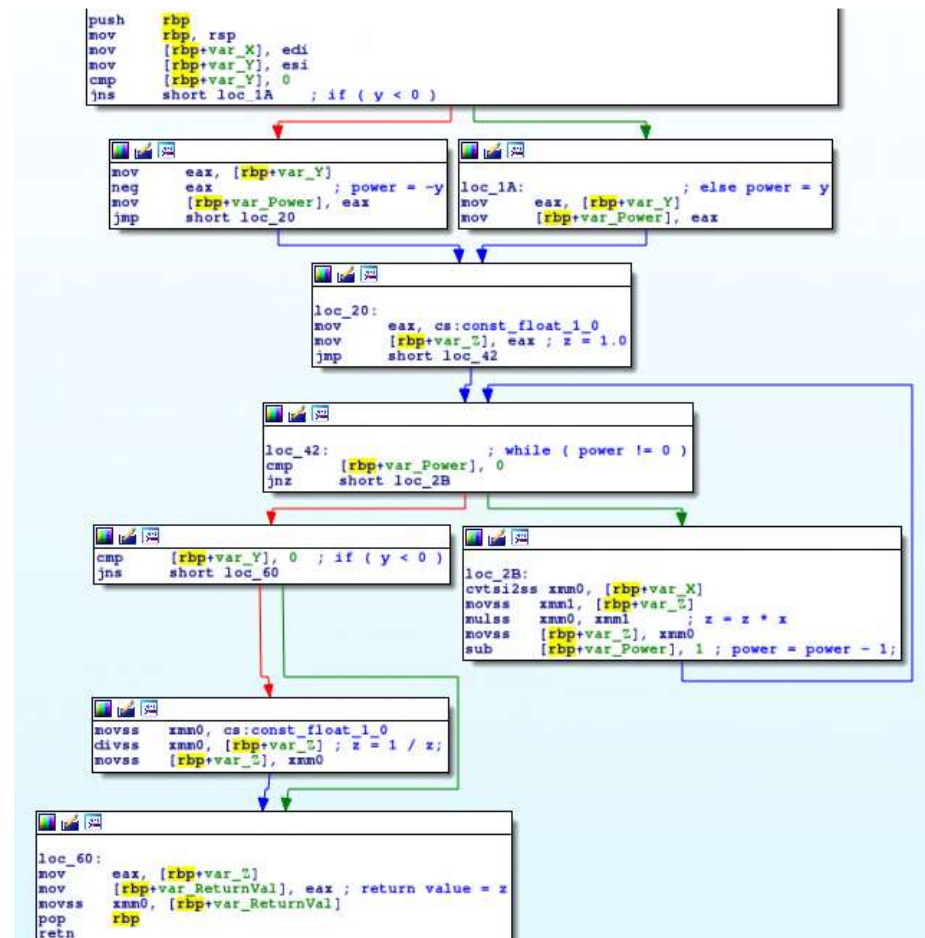 push rbp
mov rbp, rsp
mov [rbp+var_X], edi
mov [rbp+var_Y], esi
cmp [rbp+var_Y], 0
jns short loc_1A ; if ( y < 0 )
mov eax, [rbp+var_Y]
neg eax ; power = -y
mov [rbp+var_Power], eax
jmp short loc_20
loc_1A: ; else power = y
mov eax, [rbp+var_Y]
mov [rbp+var_Power], eax
loc_20:
mov eax, cs:const_float_1_0
mov [rbp+var_Z], eax ; z = 1.0
jmp short loc_42
loc_42: ; while ( power != 0 )
cmp [rbp+var_Power], 0
jnz short loc_2B
cmp [rbp+var_Y], 0 ; if ( y < 0 )
jns short loc_60
loc_2B:
cvtsi2ss xmm0, [rbp+var_X]
movss xmm1, [rbp+var_Z]
mulss xmm0, xmm1 ; z = z * x
movss [rbp+var_Z], xmm0
sub [rbp+var_Power], 1 ; power = power - 1;
movss xmm0, cs:const_float_1_0
divss xmm0, [rbp+var_Z] ; z = 1 / z;
movss [rbp+var_Z], xmm0
loc_60:
mov eax, [rbp+var_Z]
mov [rbp+var_ReturnVal], eax ; return value = z
movss xmm0, [rbp+var_ReturnVal]
pop rbp
retn